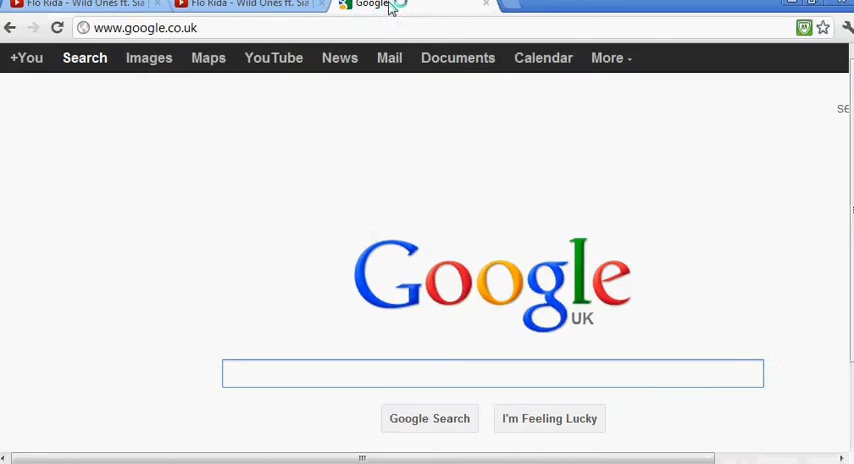 Flo Rida - Wild Ones ft. Sia
Flo Rida - Wild Ones ft. Sia
Google
www.google.co.uk
+You Search Images Maps YouTube News Mail Documents Calendar More
se
Google
UK
Google Search
I'm Feeling Lucky